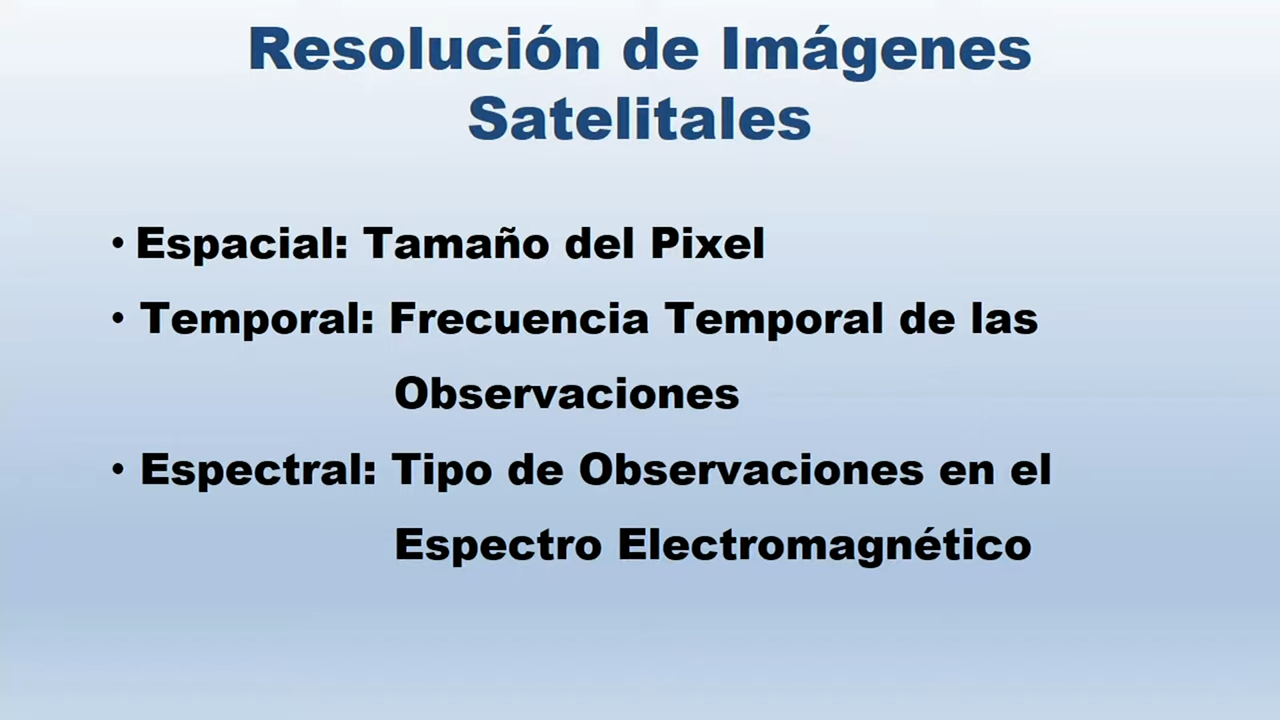 Resolución de Imágenes
Satelitales
• Espacial: Tamaño del Pixel
• Temporal: Frecuencia Temporal de las
Observaciones
• Espectral: Tipo de Observaciones en el
Espectro Electromagnético